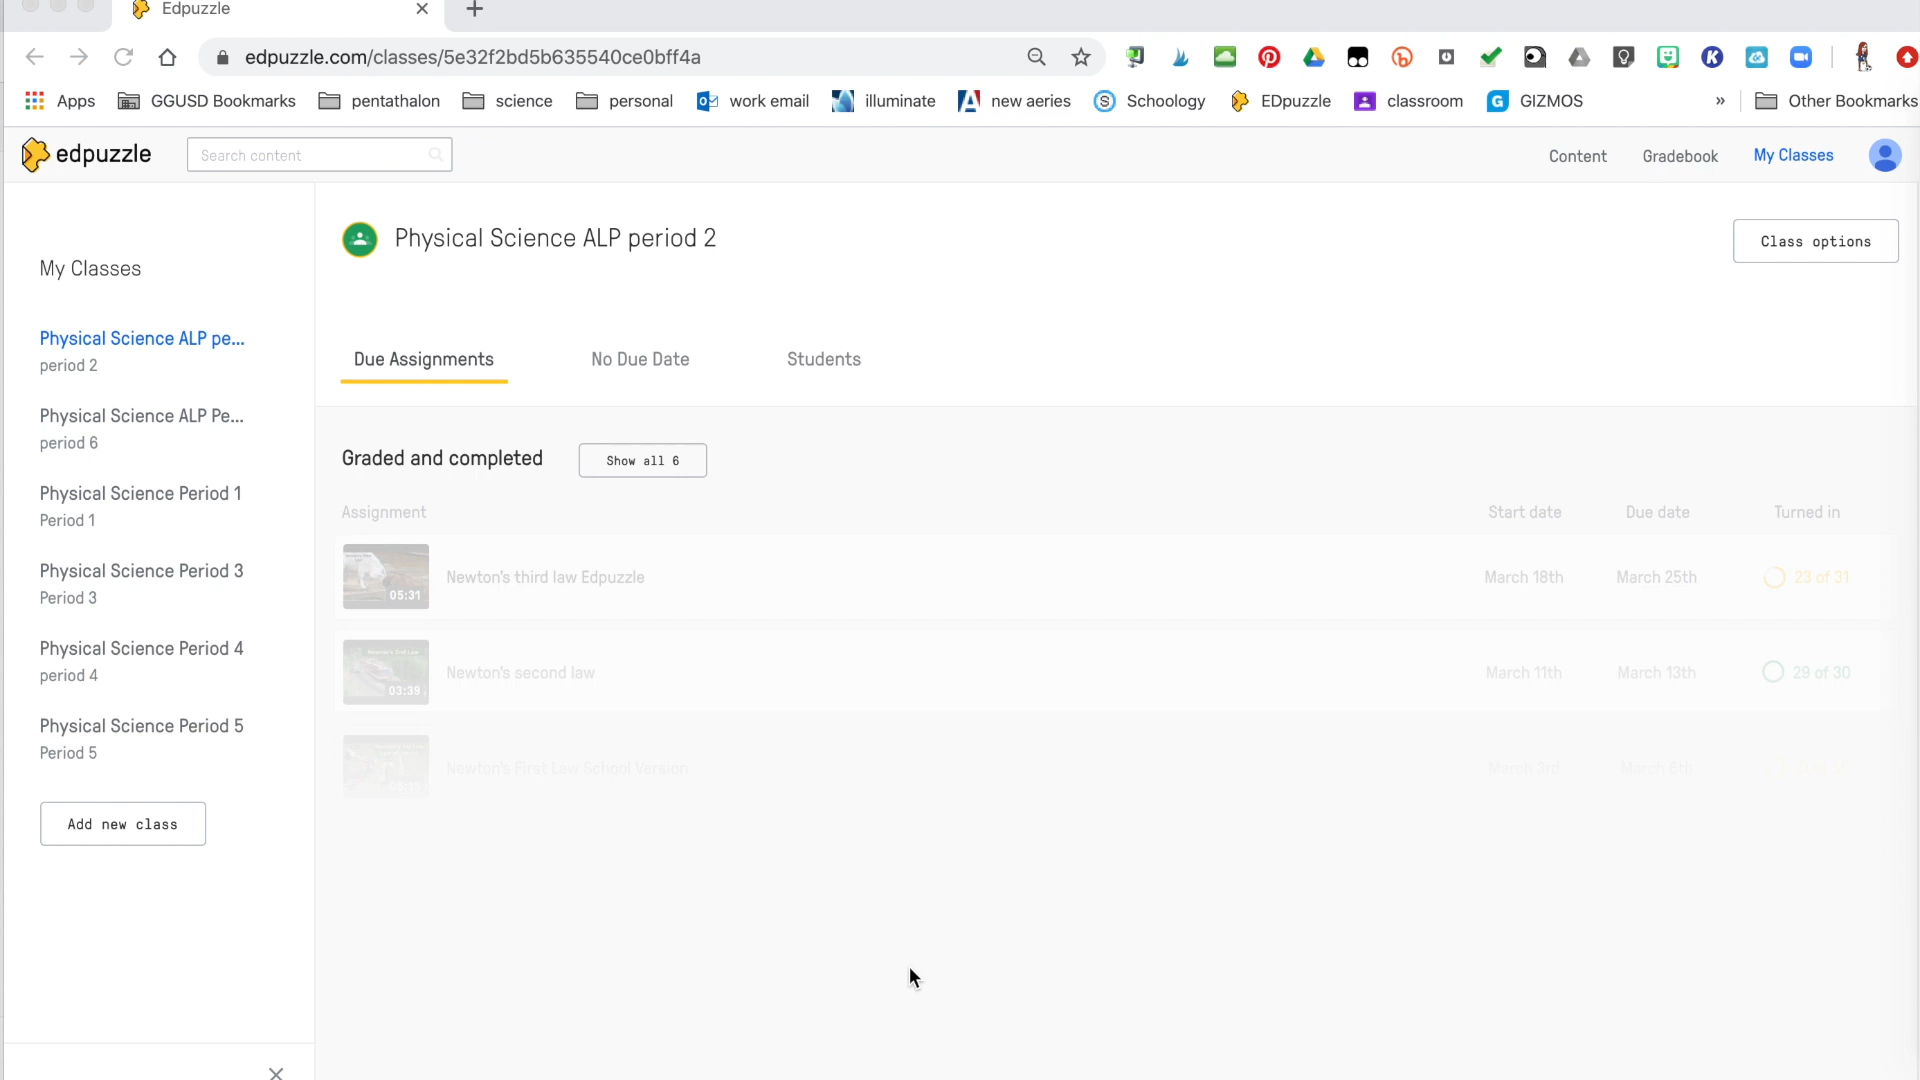 Edpuzzle
edpuzzle.com/classes/5e32f2bd5b635540ce0bff4a
Apps GGUSD Bookmarks pentathalon science personal work email illuminate new aeries Schoology EDpuzzle classroom GIZMOS » Other Bookmarks
edpuzzle Search content Content Gradebook My Classes
Physical Science ALP period 2 Class options
My Classes
Physical Science ALP pe...
period 2
Physical Science ALP Pe...
period 6
Physical Science Period 1
Period 1
Physical Science Period 3
Period 3
Physical Science Period 4
period 4
Physical Science Period 5
Period 5
Add new class
Due Assignments No Due Date Students
Graded and completed Show all 6
Assignment Start date Due date Turned in
05:31 Newton's third law Edpuzzle March 18th March 25th 23 of 31
03:39 Newton's second law March 11th March 13th 29 of 30
Newton's First Law School Version March 3rd March 6th